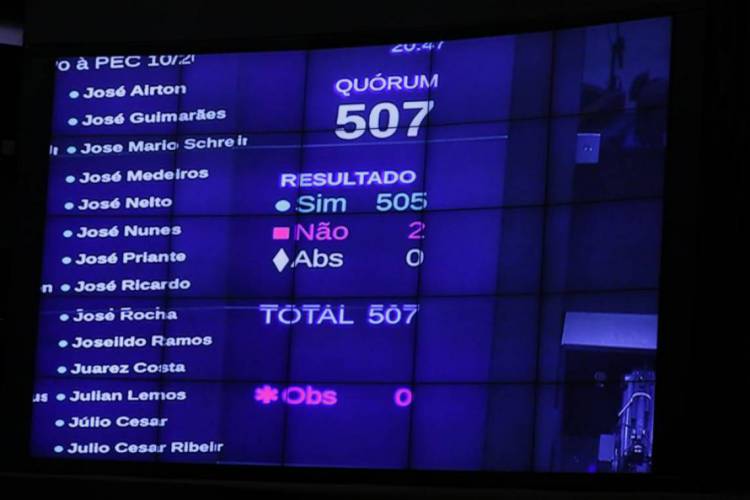 o à PEC 10/20
20:47
José Airton
José Guimarães
Jose Mario Schreir
José Medeiros
José Nelto
José Nunes
José Priante
José Ricardo
José Rocha
Joseildo Ramos
Juarez Costa
Julian Lemos
Júlio Cesar
Julio Cesar Ribeir
QUÓRUM
507
RESULTADO
Sim 505
Não 2
Abs 0
TOTAL 507
Obs 0